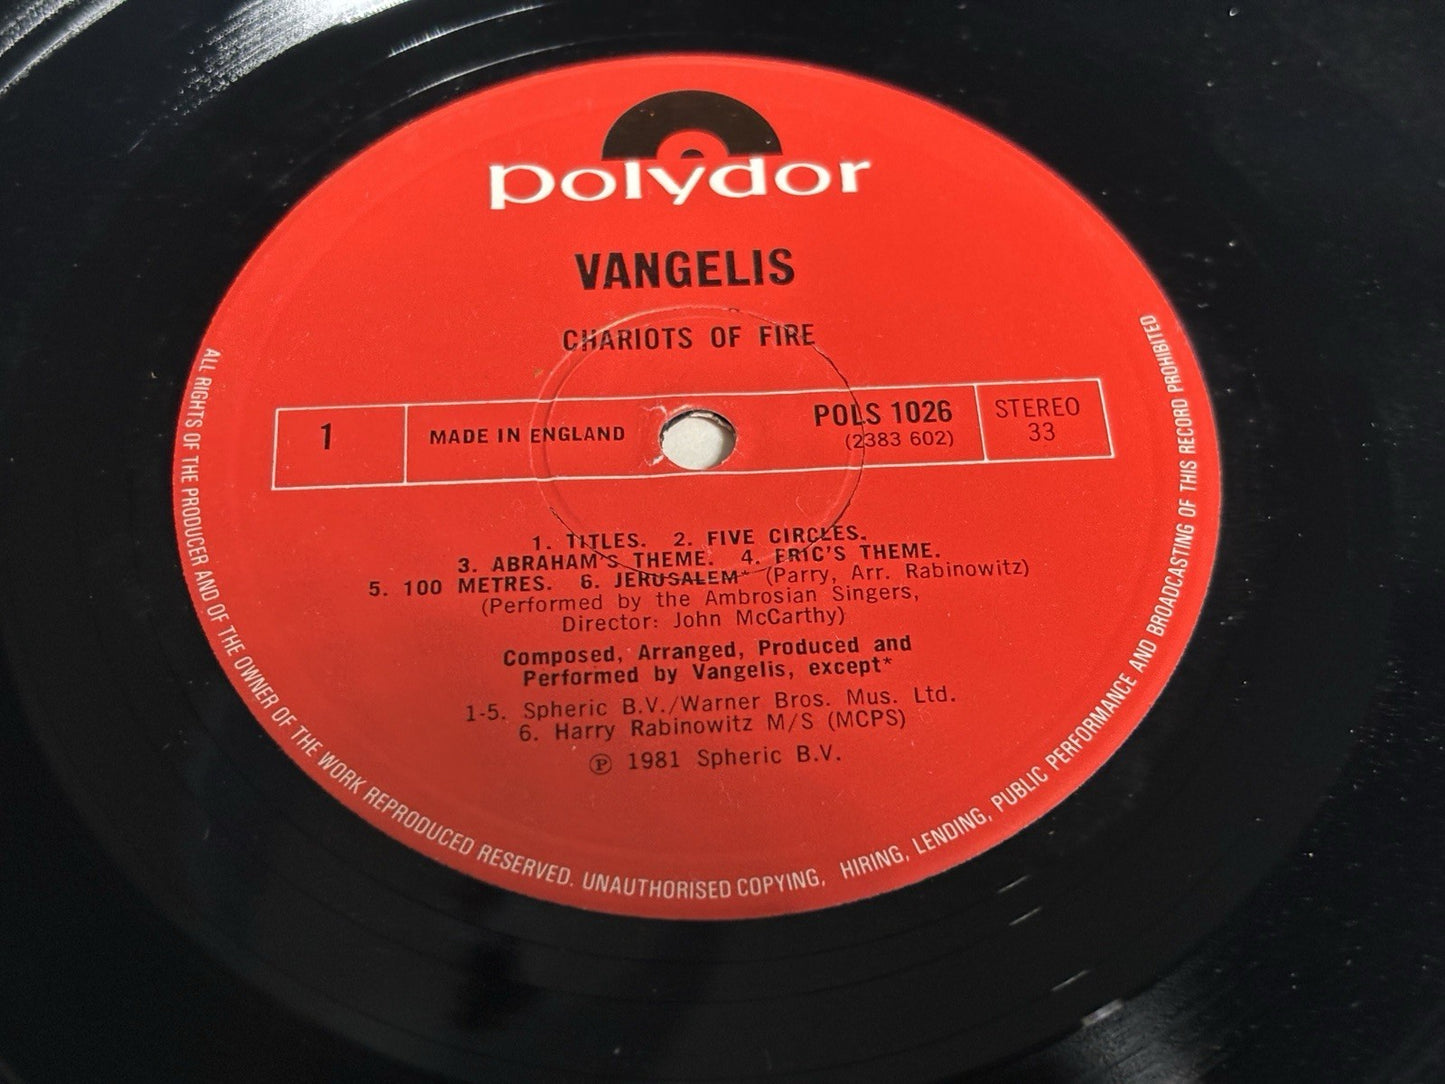 polydor
VANGELIS
CHARIOTS OF FIRE
1
MADE IN ENGLAND
POLS 1026
(2383 602)
STEREO
33
1. TITLES. 2. FIVE CIRCLES.
3. ABRAHAM'S THEME. 4. ERIC'S THEME.
5. 100 METRES. 6. JERUSALEM* (Parry, Arr. Rabinowitz)
(Performed by the Ambrosian Singers,
Director: John McCarthy)
Composed, Arranged, Produced and
Performed by Vangelis, except*
1-5. Spheric B.V./Warner Bros. Mus. Ltd.
6. Harry Rabinowitz M/S (MCPS)
℗ 1981 Spheric B.V.
ALL RIGHTS OF THE PRODUCER AND OF THE OWNER OF THE WORK REPRODUCED RESERVED. UNAUTHORISED COPYING, HIRING, LENDING, PUBLIC PERFORMANCE AND BROADCASTING OF THIS RECORD PROHIBITED